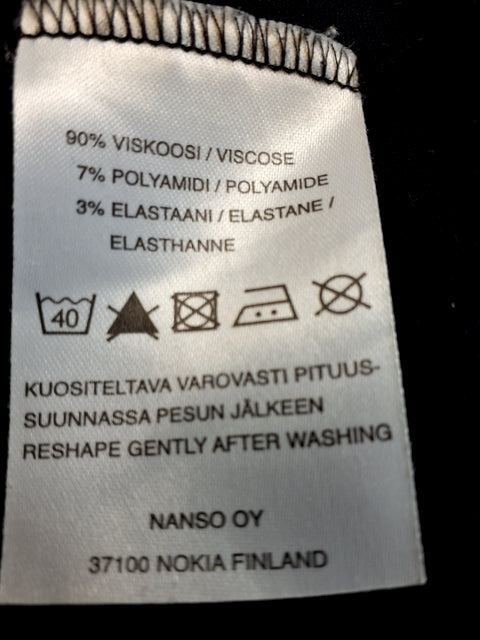 90% VISKOOSI / VISCOSE
7% POLYAMIDI / POLYAMIDE
3% ELASTAANI / ELASTANE /
ELASTHANNE
40
KUOSITELTAVA VAROVASTI PITUUS-
SUUNNASSA PESUN JÄLKEEN
RESHAPE GENTLY AFTER WASHING
NANSO OY
37100 NOKIA FINLAND